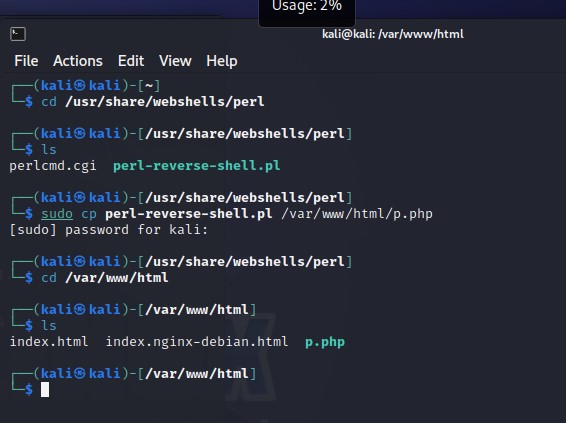 Usage: 2%
kali@kali: /var/www/html
File Actions Edit View Help
┌──(kali㉿kali)-[~]
└─$ cd /usr/share/webshells/perl
┌──(kali㉿kali)-[/usr/share/webshells/perl]
└─$ ls
perlcmd.cgi  perl-reverse-shell.pl
┌──(kali㉿kali)-[/usr/share/webshells/perl]
└─$ sudo cp perl-reverse-shell.pl /var/www/html/p.php
[sudo] password for kali:
┌──(kali㉿kali)-[/usr/share/webshells/perl]
└─$ cd /var/www/html
┌──(kali㉿kali)-[/var/www/html]
└─$ ls
index.html  index.nginx-debian.html  p.php
┌──(kali㉿kali)-[/var/www/html]
└─$